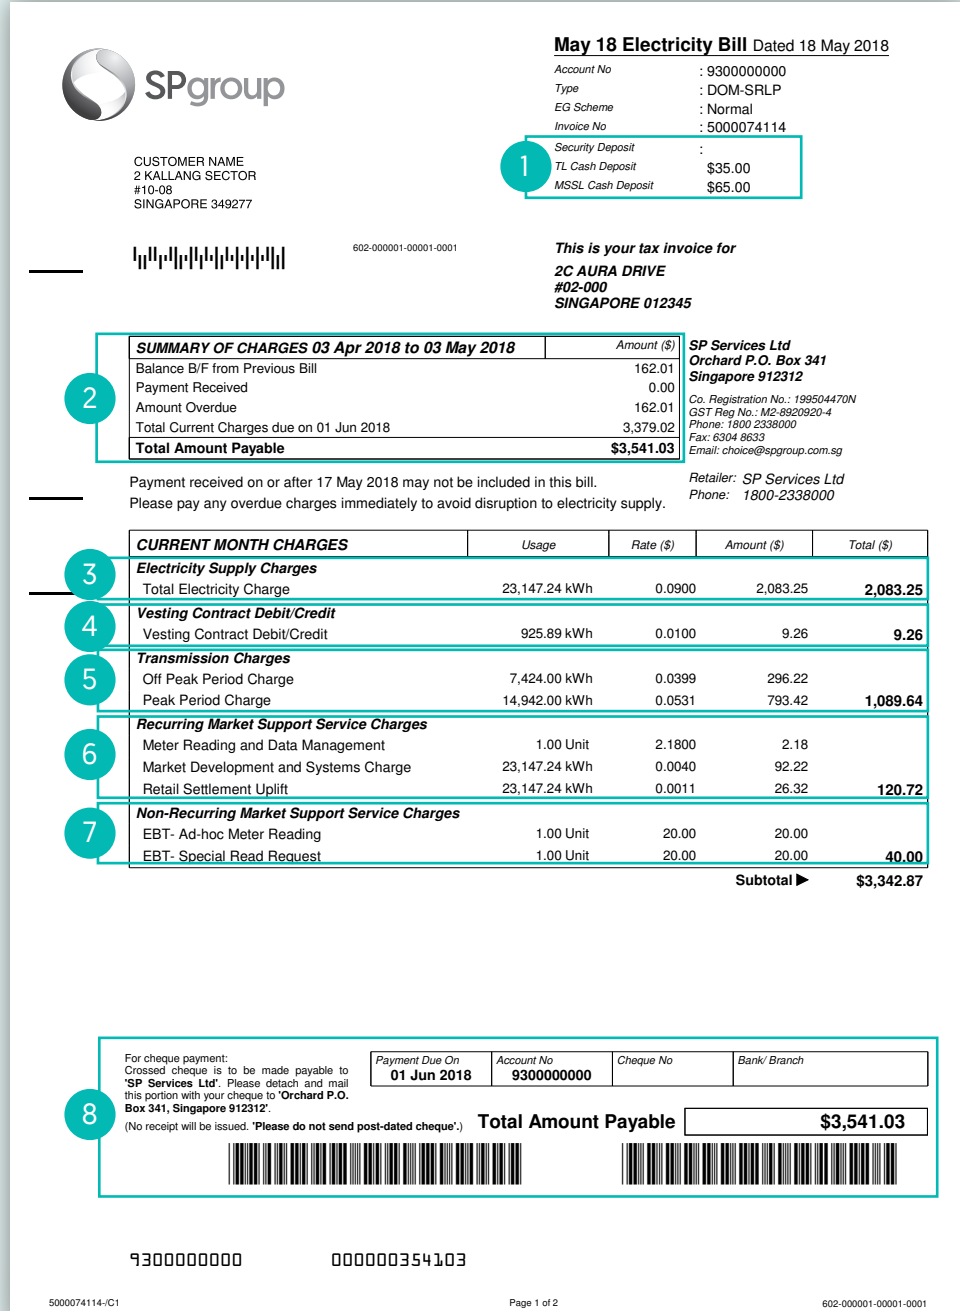 SPgroup
May 18 Electricity Bill Dated 18 May 2018
Account No : 9300000000
Type : DOM-SRLP
EG Scheme : Normal
Invoice No : 5000074114
1
Security Deposit :
TL Cash Deposit $35.00
MSSL Cash Deposit $65.00
CUSTOMER NAME
2 KALLANG SECTOR
#10-08
SINGAPORE 349277
602-000001-00001-0001
This is your tax invoice for
2C AURA DRIVE
#02-000
SINGAPORE 012345
2
SUMMARY OF CHARGES 03 Apr 2018 to 03 May 2018 Amount ($)
Balance B/F from Previous Bill 162.01
Payment Received 0.00
Amount Overdue 162.01
Total Current Charges due on 01 Jun 2018 3,379.02
Total Amount Payable $3,541.03
SP Services Ltd
Orchard P.O. Box 341
Singapore 912312
Co. Registration No.: 199504470N
GST Reg No.: M2-8920920-4
Phone: 1800 2338000
Fax: 6304 8633
Email: choice@spgroup.com.sg
Retailer: SP Services Ltd
Phone: 1800-2338000
Payment received on or after 17 May 2018 may not be included in this bill.
Please pay any overdue charges immediately to avoid disruption to electricity supply.
CURRENT MONTH CHARGES Usage Rate ($) Amount ($) Total ($)
3
Electricity Supply Charges
Total Electricity Charge 23,147.24 kWh 0.0900 2,083.25 2,083.25
4
Vesting Contract Debit/Credit
Vesting Contract Debit/Credit 925.89 kWh 0.0100 9.26 9.26
5
Transmission Charges
Off Peak Period Charge 7,424.00 kWh 0.0399 296.22
Peak Period Charge 14,942.00 kWh 0.0531 793.42 1,089.64
6
Recurring Market Support Service Charges
Meter Reading and Data Management 1.00 Unit 2.1800 2.18
Market Development and Systems Charge 23,147.24 kWh 0.0040 92.22
Retail Settlement Uplift 23,147.24 kWh 0.0011 26.32 120.72
7
Non-Recurring Market Support Service Charges
EBT- Ad-hoc Meter Reading 1.00 Unit 20.00 20.00
EBT- Special Read Request 1.00 Unit 20.00 20.00 40.00
Subtotal $3,342.87
8
For cheque payment:
Crossed cheque is to be made payable to
'SP Services Ltd'. Please detach and mail
this portion with your cheque to 'Orchard P.O.
Box 341, Singapore 912312'.
(No receipt will be issued. 'Please do not send post-dated cheque'.)
Payment Due On Account No Cheque No Bank/ Branch
01 Jun 2018 9300000000
Total Amount Payable $3,541.03
9300000000 000000354103
5000074114-/C1 Page 1 of 2 602-000001-00001-0001